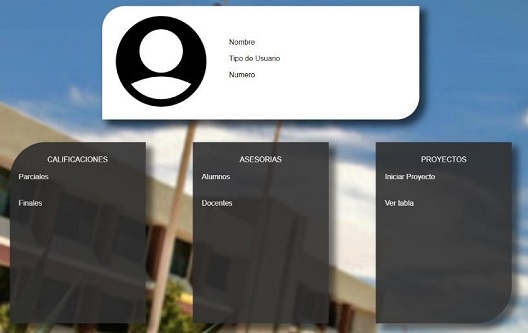 Nombre
Tipo de Usuario
Numero
CALIFICACIONES
Parciales
Finales
ASESORIAS
Alumnos
Docentes
PROYECTOS
Iniciar Proyecto
Ver tabla